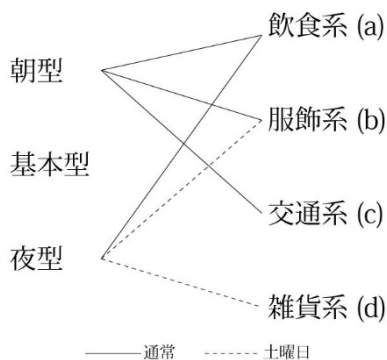 朝型
基本型
夜型
飲食系 (a)
服飾系 (b)
交通系 (c)
雑貨系 (d)
通常
土曜日